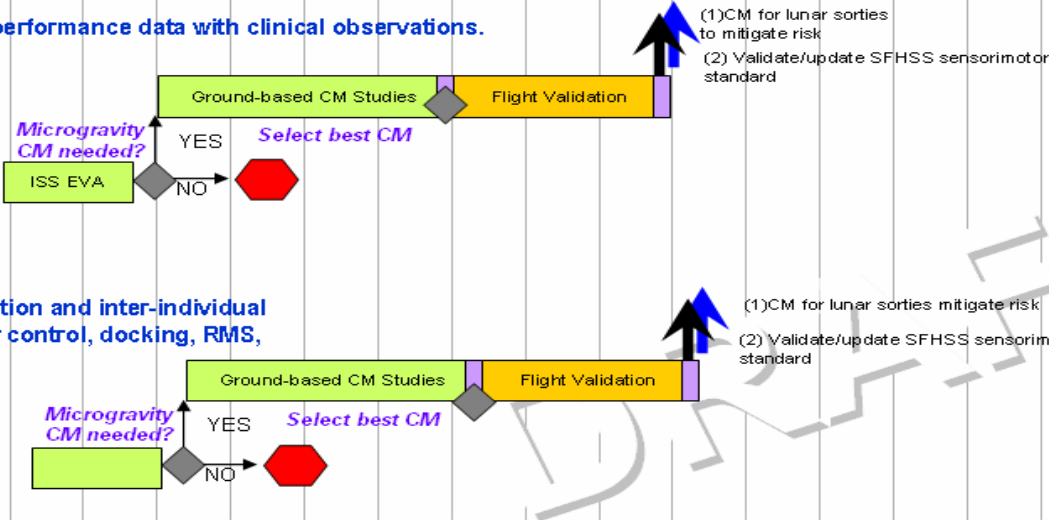 performance data with clinical observations.
(1)CM for lunar sorties
to mitigate risk
(2) Validate/update SFHSS sensorimotor
standard
Ground-based CM Studies
Flight Validation
Microgravity
CM needed?
YES
Select best CM
ISS EVA
NO
tion and inter-individual
control, docking, RMS,
(1)CM for lunar sorties mitigate risk
(2) Validate/update SFHSS sensorim
standard
Ground-based CM Studies
Flight Validation
Microgravity
CM needed?
YES
Select best CM
NO
DRAFT